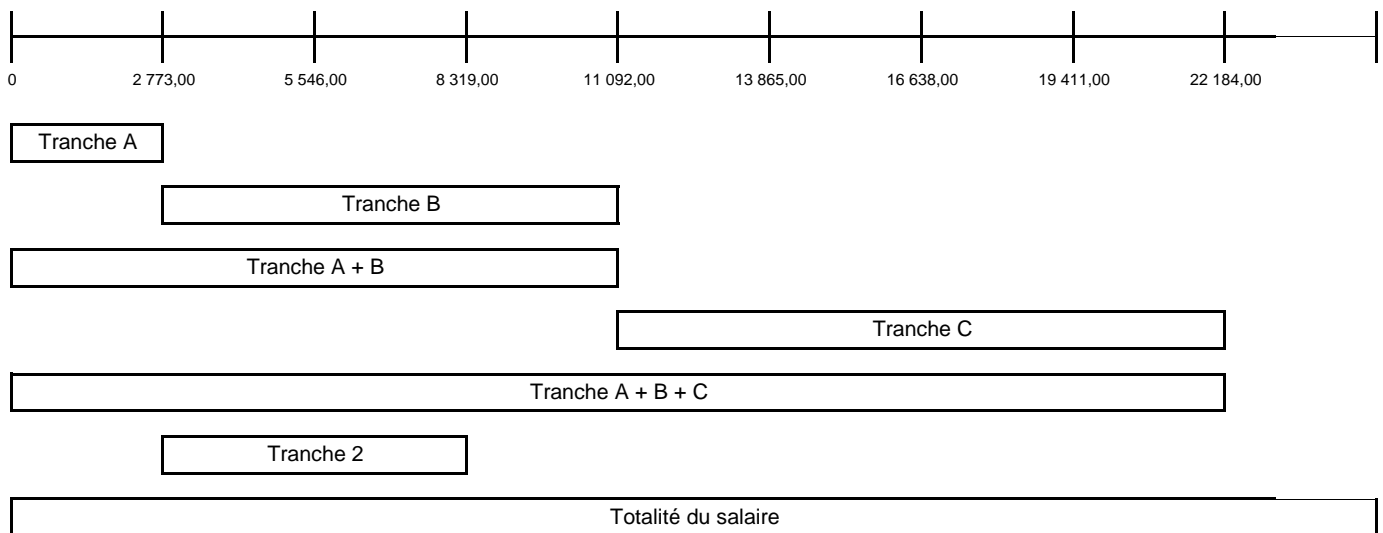 0 2 773,00 5 546,00 8 319,00 11 092,00 13 865,00 16 638,00 19 411,00 22 184,00
Tranche A
Tranche B
Tranche A + B
Tranche C
Tranche A + B + C
Tranche 2
Totalité du salaire